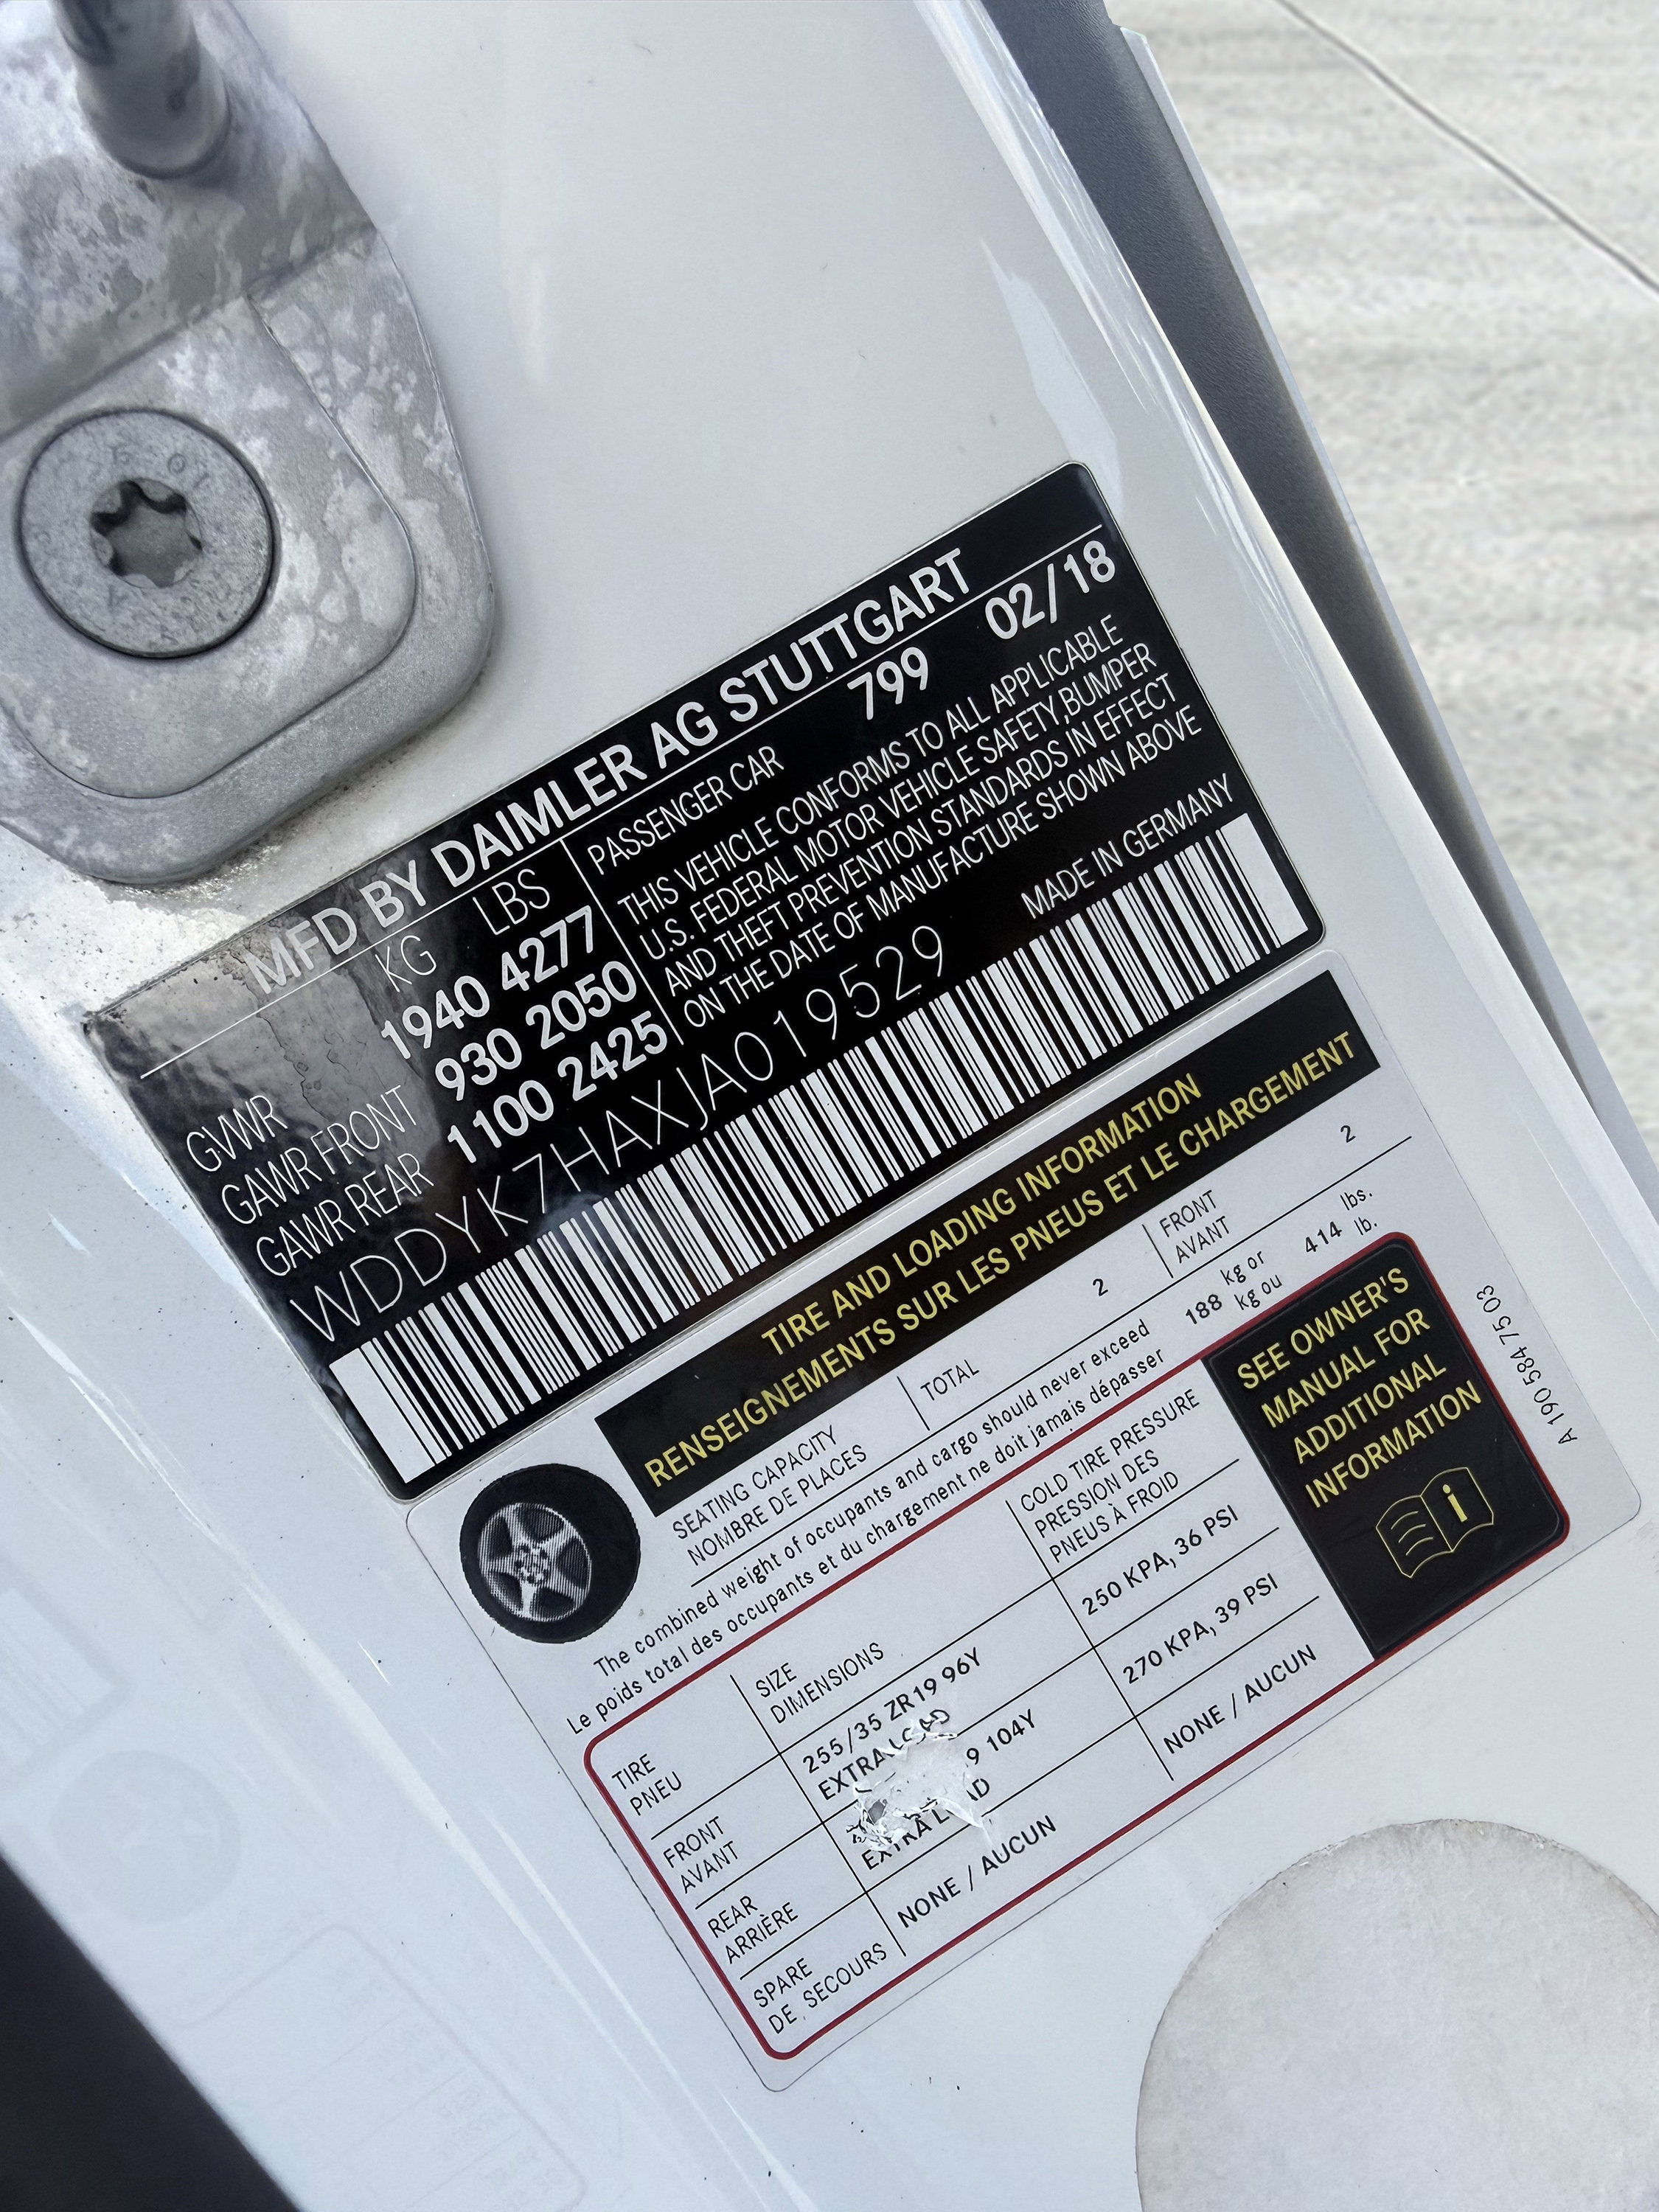 MFD BY DAIMLER AG STUTTGART
KG LBS
GVWR 1940 4277
GAWR FRONT 930 2050
GAWR REAR 1100 2425
PASSENGER CAR 799 02/18
THIS VEHICLE CONFORMS TO ALL APPLICABLE
U.S. FEDERAL MOTOR VEHICLE SAFETY,BUMPER
AND THEFT PREVENTION STANDARDS IN EFFECT
ON THE DATE OF MANUFACTURE SHOWN ABOVE
WDDYK7HAXJA019529 MADE IN GERMANY
TIRE AND LOADING INFORMATION
RENSEIGNEMENTS SUR LES PNEUS ET LE CHARGEMENT
SEATING CAPACITY
NOMBRE DE PLACES
TOTAL 2
FRONT
AVANT
2
The combined weight of occupants and cargo should never exceed 188 kg or 414 lbs.
Le poids total des occupants et du chargement ne doit jamais dépasser kg ou lb.
TIRE
PNEU
SIZE
DIMENSIONS
COLD TIRE PRESSURE
PRESSION DES
PNEUS À FROID
FRONT
AVANT
255/35 ZR19 96Y
EXTRA LOAD
250 KPA, 36 PSI
REAR
ARRIÈRE
9 104Y
EXTRA LOAD
270 KPA, 39 PSI
SPARE
DE SECOURS
NONE / AUCUN
NONE / AUCUN
SEE OWNER'S
MANUAL FOR
ADDITIONAL
INFORMATION
i
A 190 584 75 03